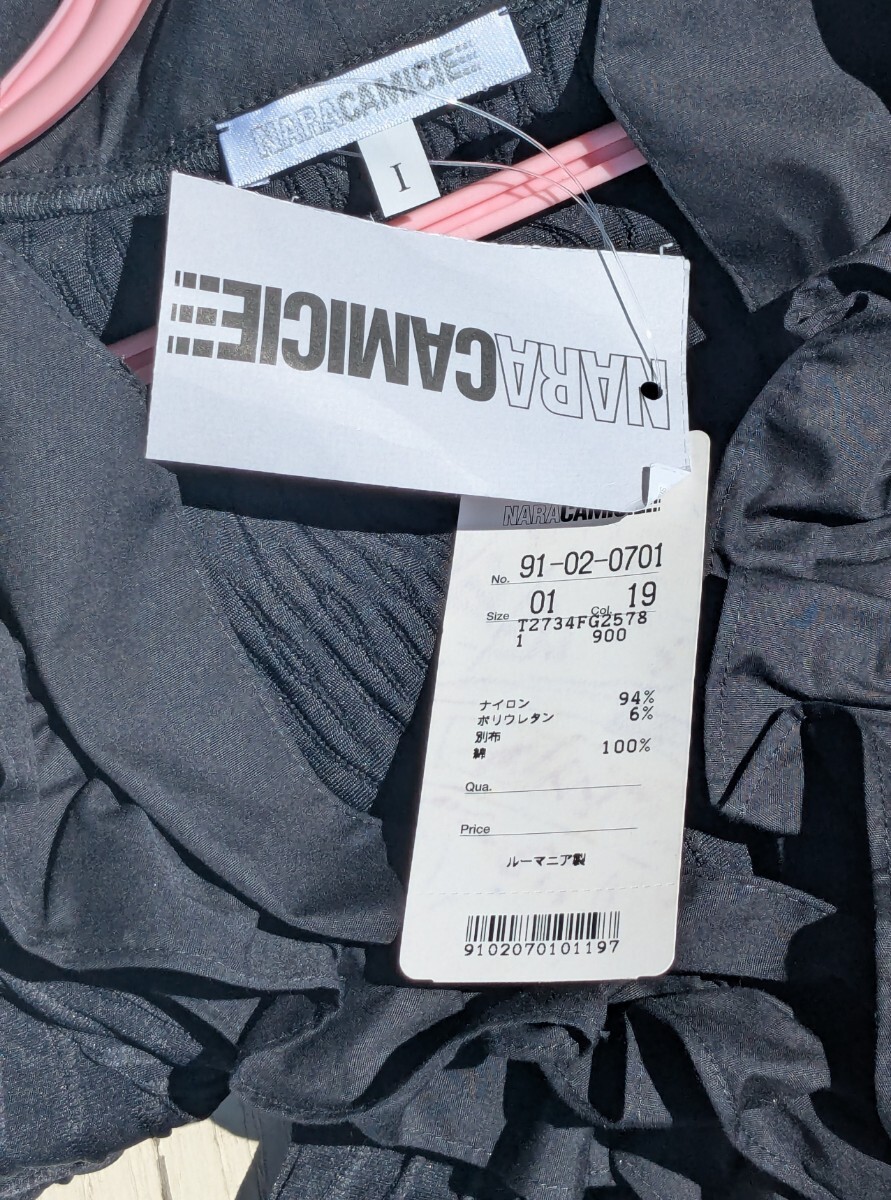 NARACAMICIE
I
NARACAMICIE
NARACAMICIE
No. 91-02-0701
Size 01 Col. 19
T2734FG2578
1 900
ナイロン 94%
ポリウレタン 6%
別布
綿 100%
Qua.
Price
ルーマニア製
9102070101197